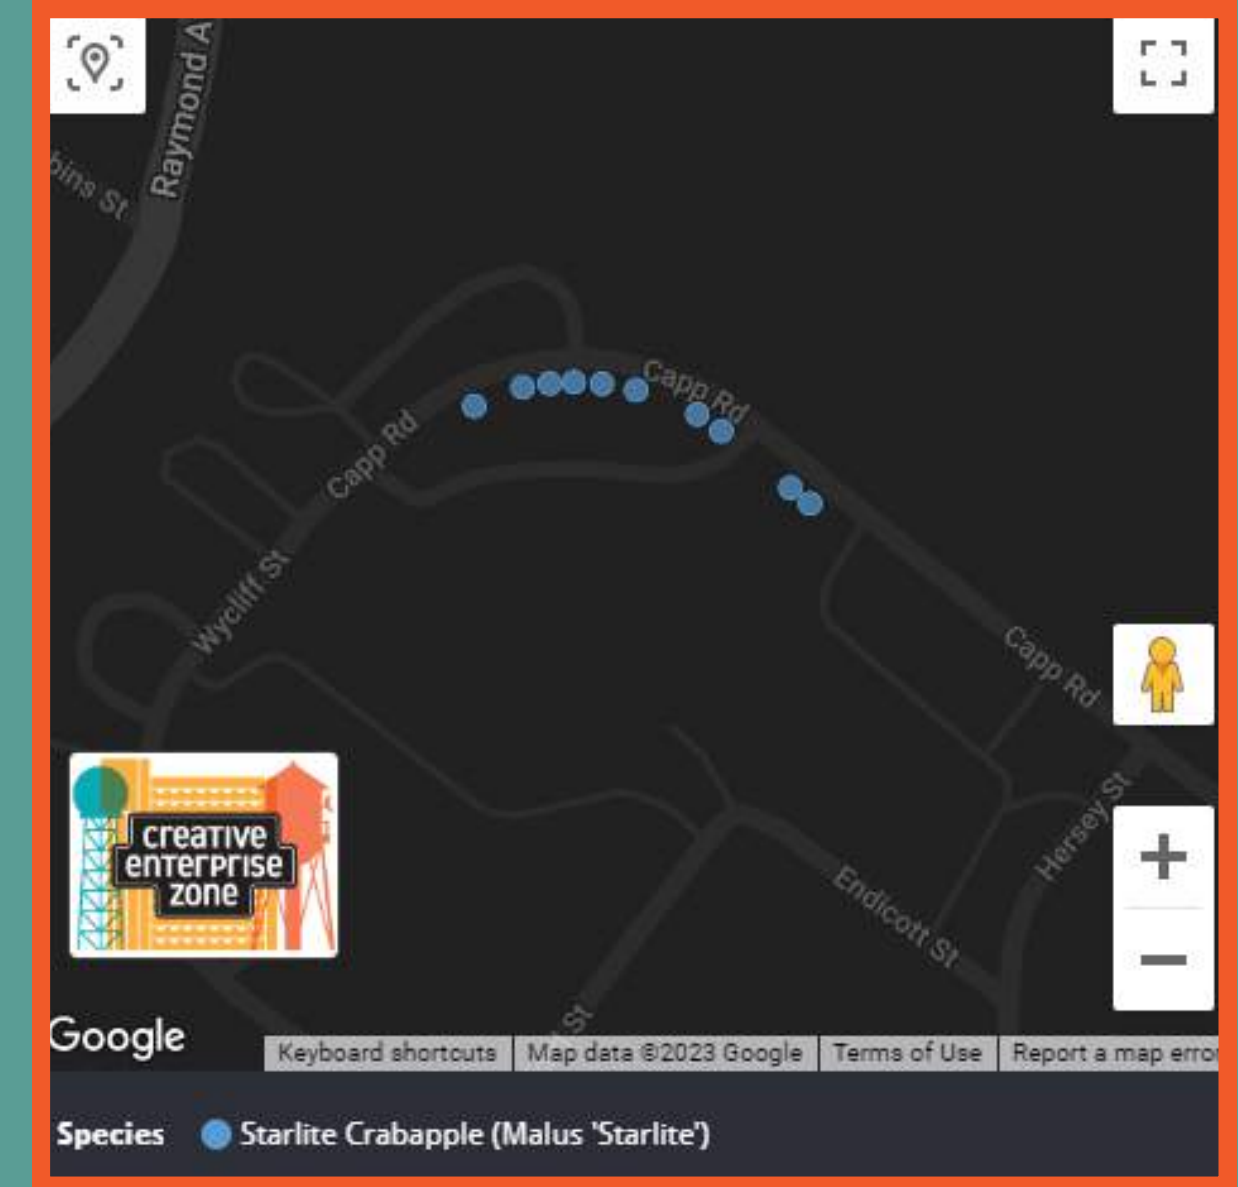 Raymond A
bins St
Capp Rd
Capp Rd
Wycliff St
Capp Rd
Hersey St
Endicott St
St
creative
enterprise
zone
Google
Keyboard shortcuts Map data ©2023 Google Terms of Use Report a map error
Species Starlite Crabapple (Malus 'Starlite')